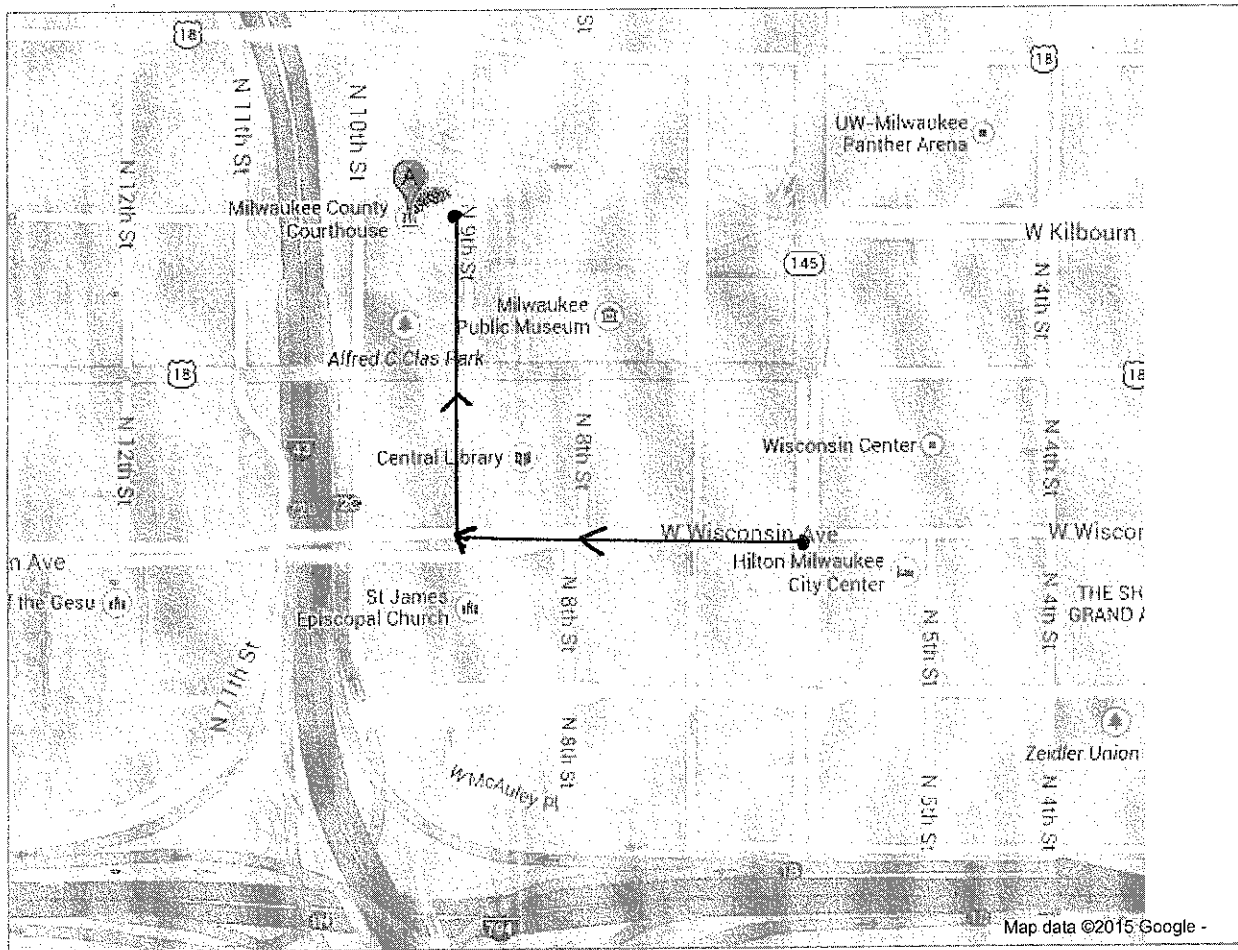 St
18
18
N 11th St
N 10th St
UW-Milwaukee
Panther Arena
A
N 12th St
Milwaukee County
Courthouse
N 9th St
W Kilbourn
145
N 4th St
Milwaukee
Public Museum
Alfred C Clas Park
18
18
N 12th St
43
N 8th St
Wisconsin Center
N 4th St
Central Library
W Wisconsin Ave
W Wiscon
n Ave
Hilton Milwaukee
City Center
f the Gesu
St James
Episcopal Church
N 8th St
N 4th St
THE SH
GRAND A
N 5th St
N 11th St
Zeidler Union
N 8th St
W McAuley Pl
N 5th St
N 4th St
794
Map data ©2015 Google -